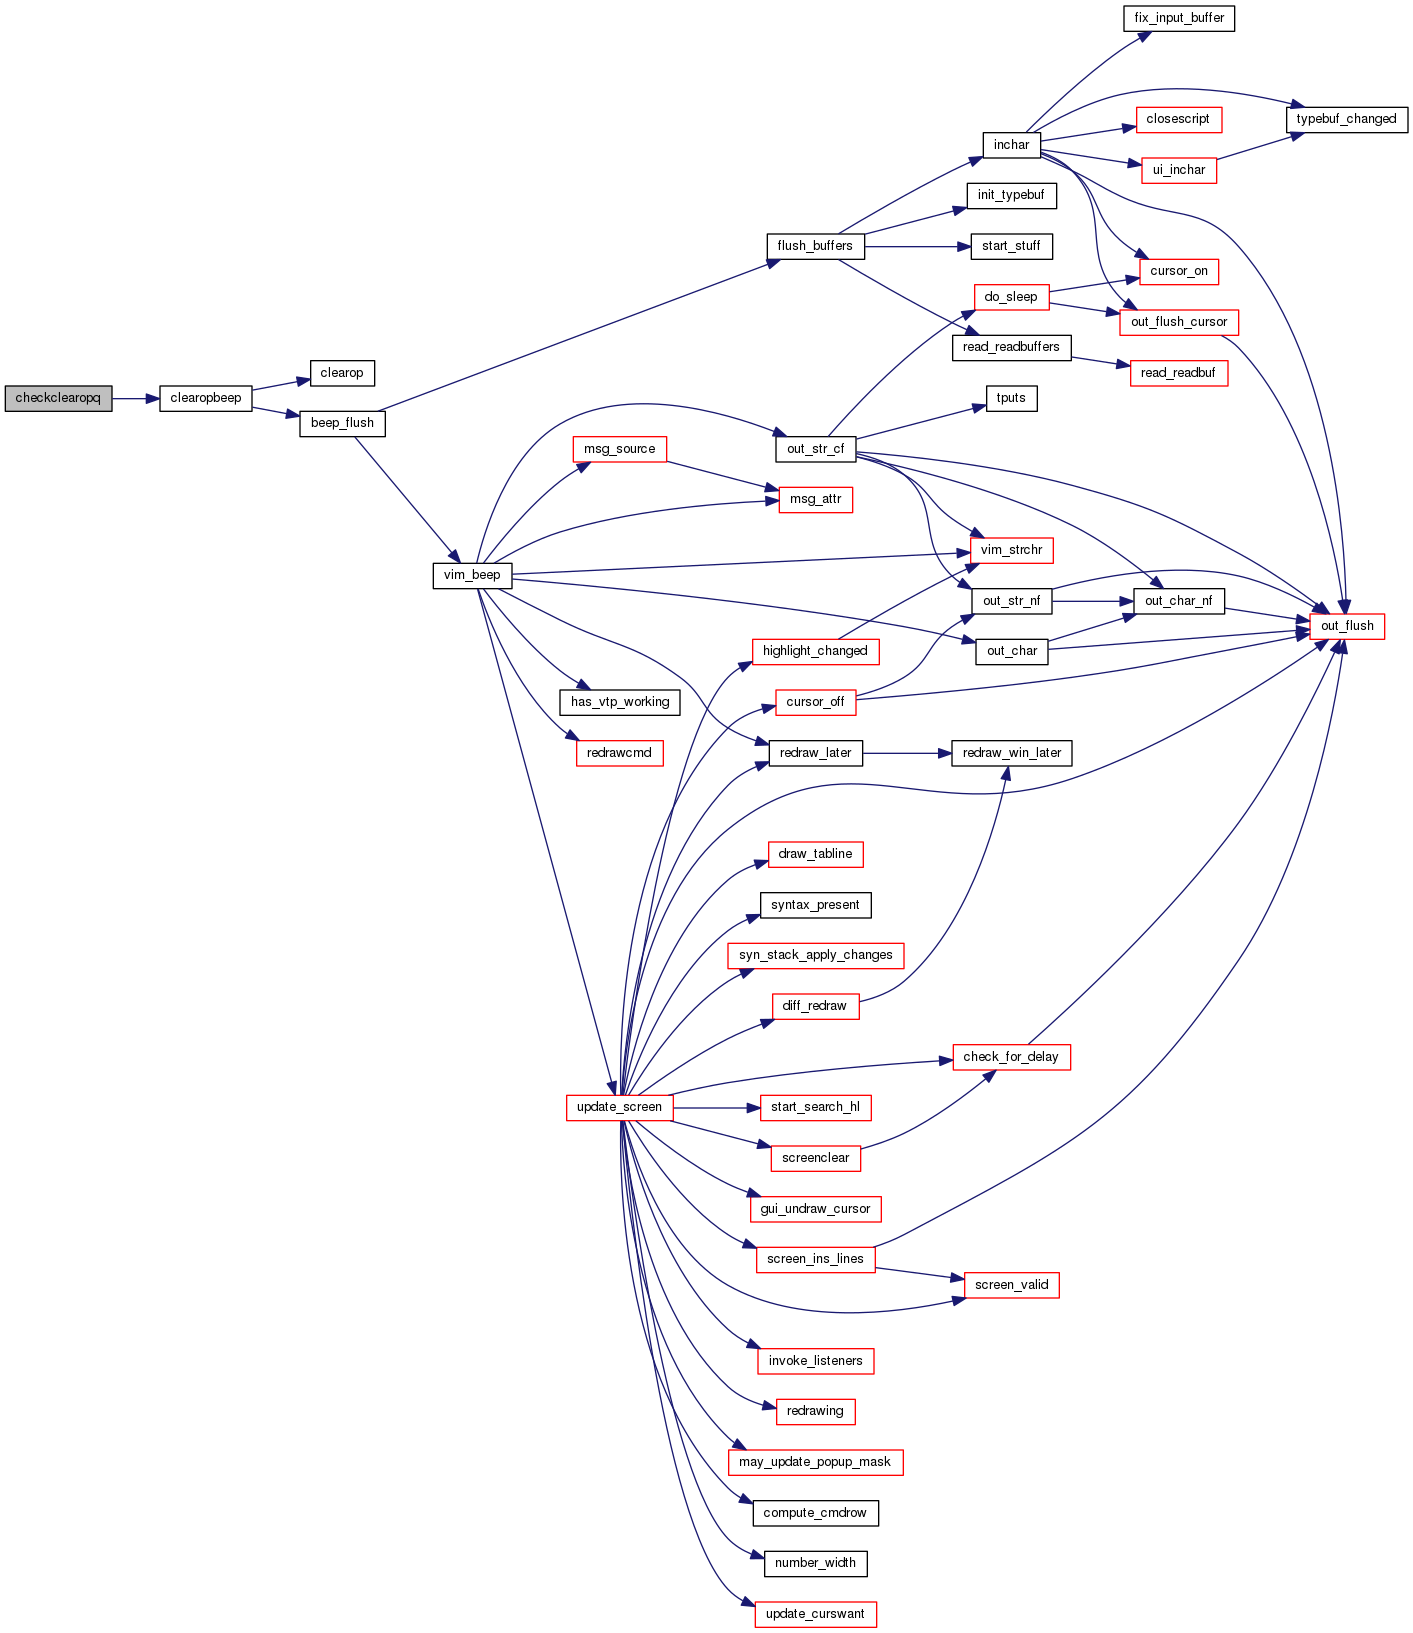 fix_input_buffer
closescript
typebuf_changed
inchar
ui_inchar
init_typebuf
flush_buffers
start_stuff
cursor_on
do_sleep
out_flush_cursor
read_readbuffers
read_readbuf
clearop
checkclearopq
clearopbeep
tputs
beep_flush
msg_source
out_str_cf
msg_attr
vim_strchr
vim_beep
out_str_nf
out_char_nf
out_flush
highlight_changed
out_char
has_vtp_working
cursor_off
redrawcmd
redraw_later
redraw_win_later
draw_tabline
syntax_present
syn_stack_apply_changes
diff_redraw
check_for_delay
update_screen
start_search_hl
screenclear
gui_undraw_cursor
screen_ins_lines
screen_valid
invoke_listeners
redrawing
may_update_popup_mask
compute_cmdrow
number_width
update_curswant